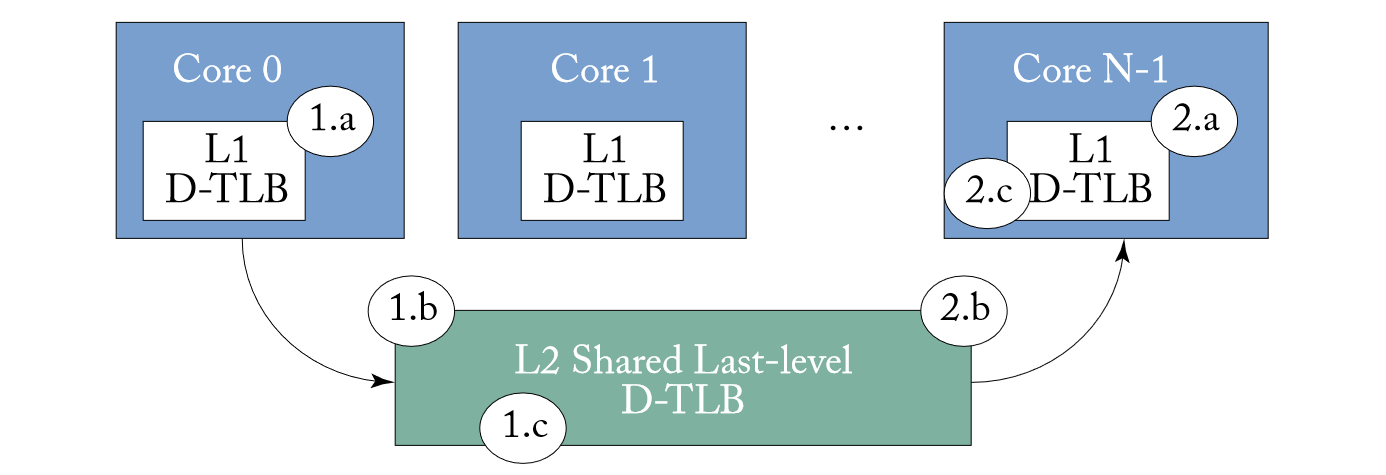 Core 0
1.a
L1
D-TLB
Core 1
L1
D-TLB
...
Core N-1
2.a
L1
D-TLB
2.c
1.b
2.b
L2 Shared Last-level
D-TLB
1.c